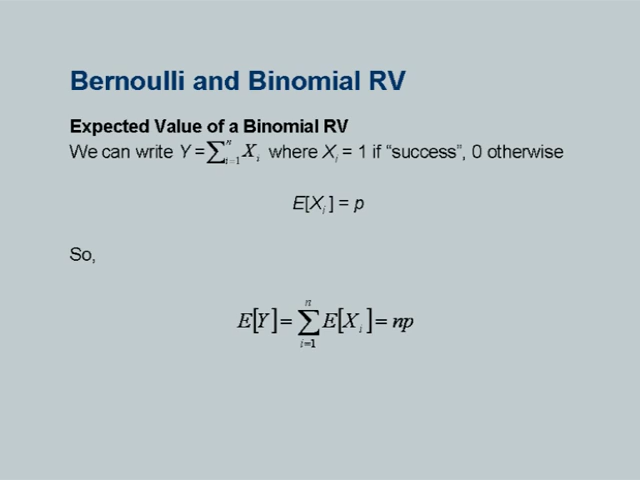 Bernoulli and Binomial RV
Expected Value of a Binomial RV
We can write Y = ∑ⁿᵢ₌₁ Xᵢ where Xᵢ = 1 if “success”, 0 otherwise
E[Xᵢ] = p
So,
E[Y] = ∑ⁿᵢ₌₁ E[Xᵢ] = np